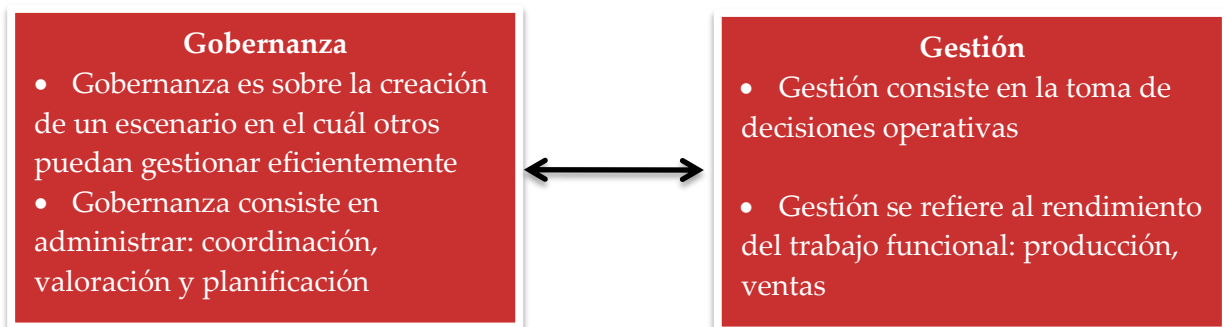 Gobernanza
• Gobernanza es sobre la creación
de un escenario en el cuál otros
puedan gestionar eficientemente
• Gobernanza consiste en
administrar: coordinación,
valoración y planificación
Gestión
• Gestión consiste en la toma de
decisiones operativas
• Gestión se refiere al rendimiento
del trabajo funcional: producción,
ventas